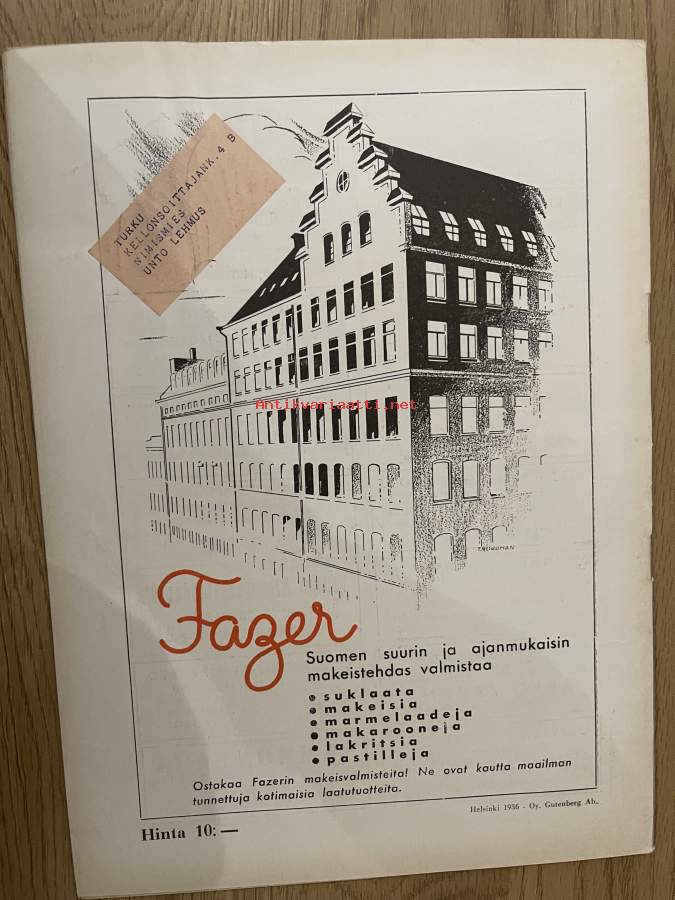 TURKU
KELLONSOITTAJANK.4 B
NIMISMIES
UNTO LEHMUS
Antikvariaatti.net
Fazer
Suomen suurin ja ajanmukaisin
makeistehdas valmistaa
• suklaata
• makeisia
• marmelaadeja
• makarooneja
• lakritsia
• pastilleja
Ostakaa Fazerin makeisvalmisteita! Ne ovat kautta maailman
tunnettuja kotimaisia laatutuotteita.
Helsinki 1936 - Oy. Gutenberg Ab.
Hinta 10: —